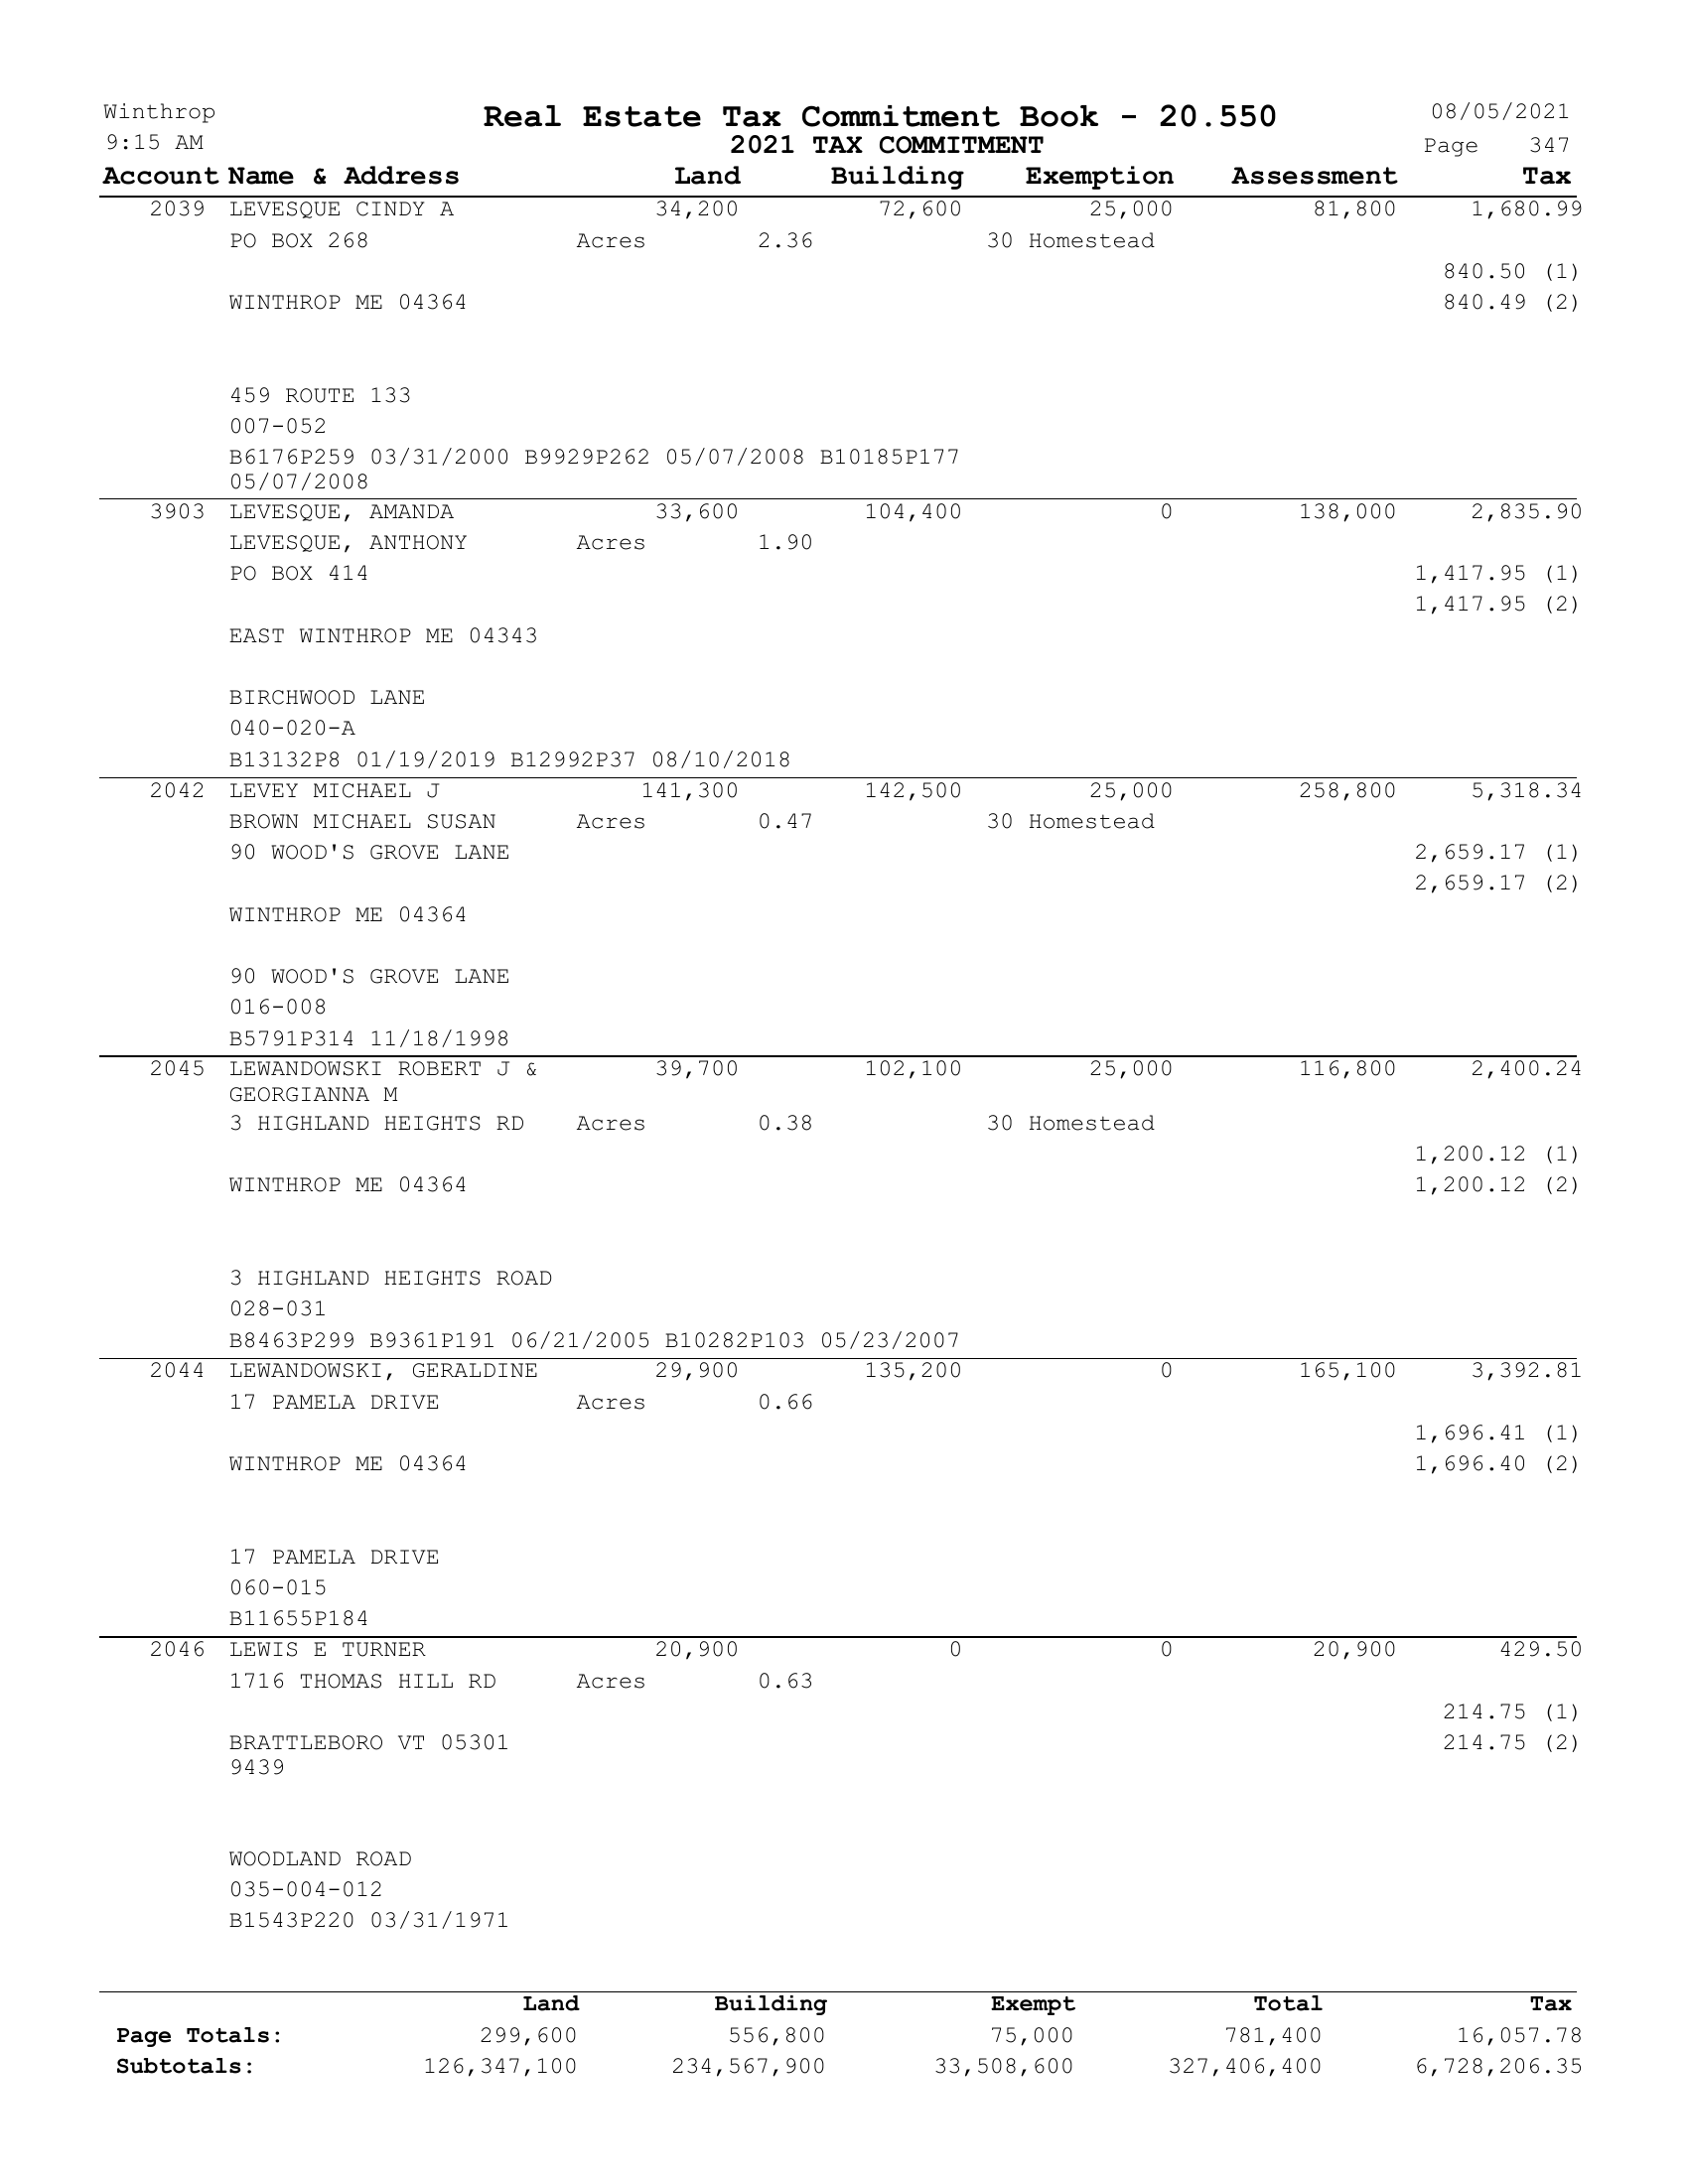 Winthrop Real Estate Tax Commitment Book - 20.550 08/05/2021
9:15 AM 2021 TAX COMMITMENT Page 347
Account Name & Address Land Building Exemption Assessment Tax
2039 LEVESQUE CINDY A 34,200 72,600 25,000 81,800 1,680.99
PO BOX 268 Acres 2.36 30 Homestead
840.50 (1)
WINTHROP ME 04364 840.49 (2)
459 ROUTE 133
007-052
B6176P259 03/31/2000 B9929P262 05/07/2008 B10185P177
05/07/2008
3903 LEVESQUE, AMANDA 33,600 104,400 0 138,000 2,835.90
LEVESQUE, ANTHONY Acres 1.90
PO BOX 414 1,417.95 (1)
1,417.95 (2)
EAST WINTHROP ME 04343
BIRCHWOOD LANE
040-020-A
B13132P8 01/19/2019 B12992P37 08/10/2018
2042 LEVEY MICHAEL J 141,300 142,500 25,000 258,800 5,318.34
BROWN MICHAEL SUSAN Acres 0.47 30 Homestead
90 WOOD'S GROVE LANE 2,659.17 (1)
2,659.17 (2)
WINTHROP ME 04364
90 WOOD'S GROVE LANE
016-008
B5791P314 11/18/1998
2045 LEWANDOWSKI ROBERT J & 39,700 102,100 25,000 116,800 2,400.24
GEORGIANNA M
3 HIGHLAND HEIGHTS RD Acres 0.38 30 Homestead
1,200.12 (1)
WINTHROP ME 04364 1,200.12 (2)
3 HIGHLAND HEIGHTS ROAD
028-031
B8463P299 B9361P191 06/21/2005 B10282P103 05/23/2007
2044 LEWANDOWSKI, GERALDINE 29,900 135,200 0 165,100 3,392.81
17 PAMELA DRIVE Acres 0.66
1,696.41 (1)
WINTHROP ME 04364 1,696.40 (2)
17 PAMELA DRIVE
060-015
B11655P184
2046 LEWIS E TURNER 20,900 0 0 20,900 429.50
1716 THOMAS HILL RD Acres 0.63
214.75 (1)
BRATTLEBORO VT 05301 214.75 (2)
9439
WOODLAND ROAD
035-004-012
B1543P220 03/31/1971
Land Building Exempt Total Tax
Page Totals: 299,600 556,800 75,000 781,400 16,057.78
Subtotals: 126,347,100 234,567,900 33,508,600 327,406,400 6,728,206.35